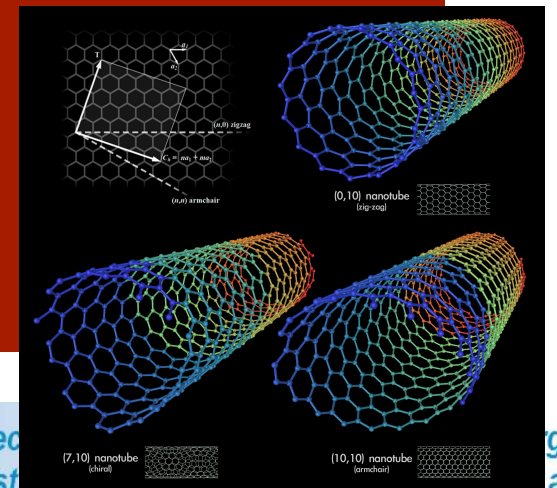 a₁
a₂
T
(n,0) zigzag
Cₕ = na₁ + ma₂
(n,n) armchair
(0,10) nanotube
(zig-zag)
(7,10) nanotube
(chiral)
(10,10) nanotube
(armchair)